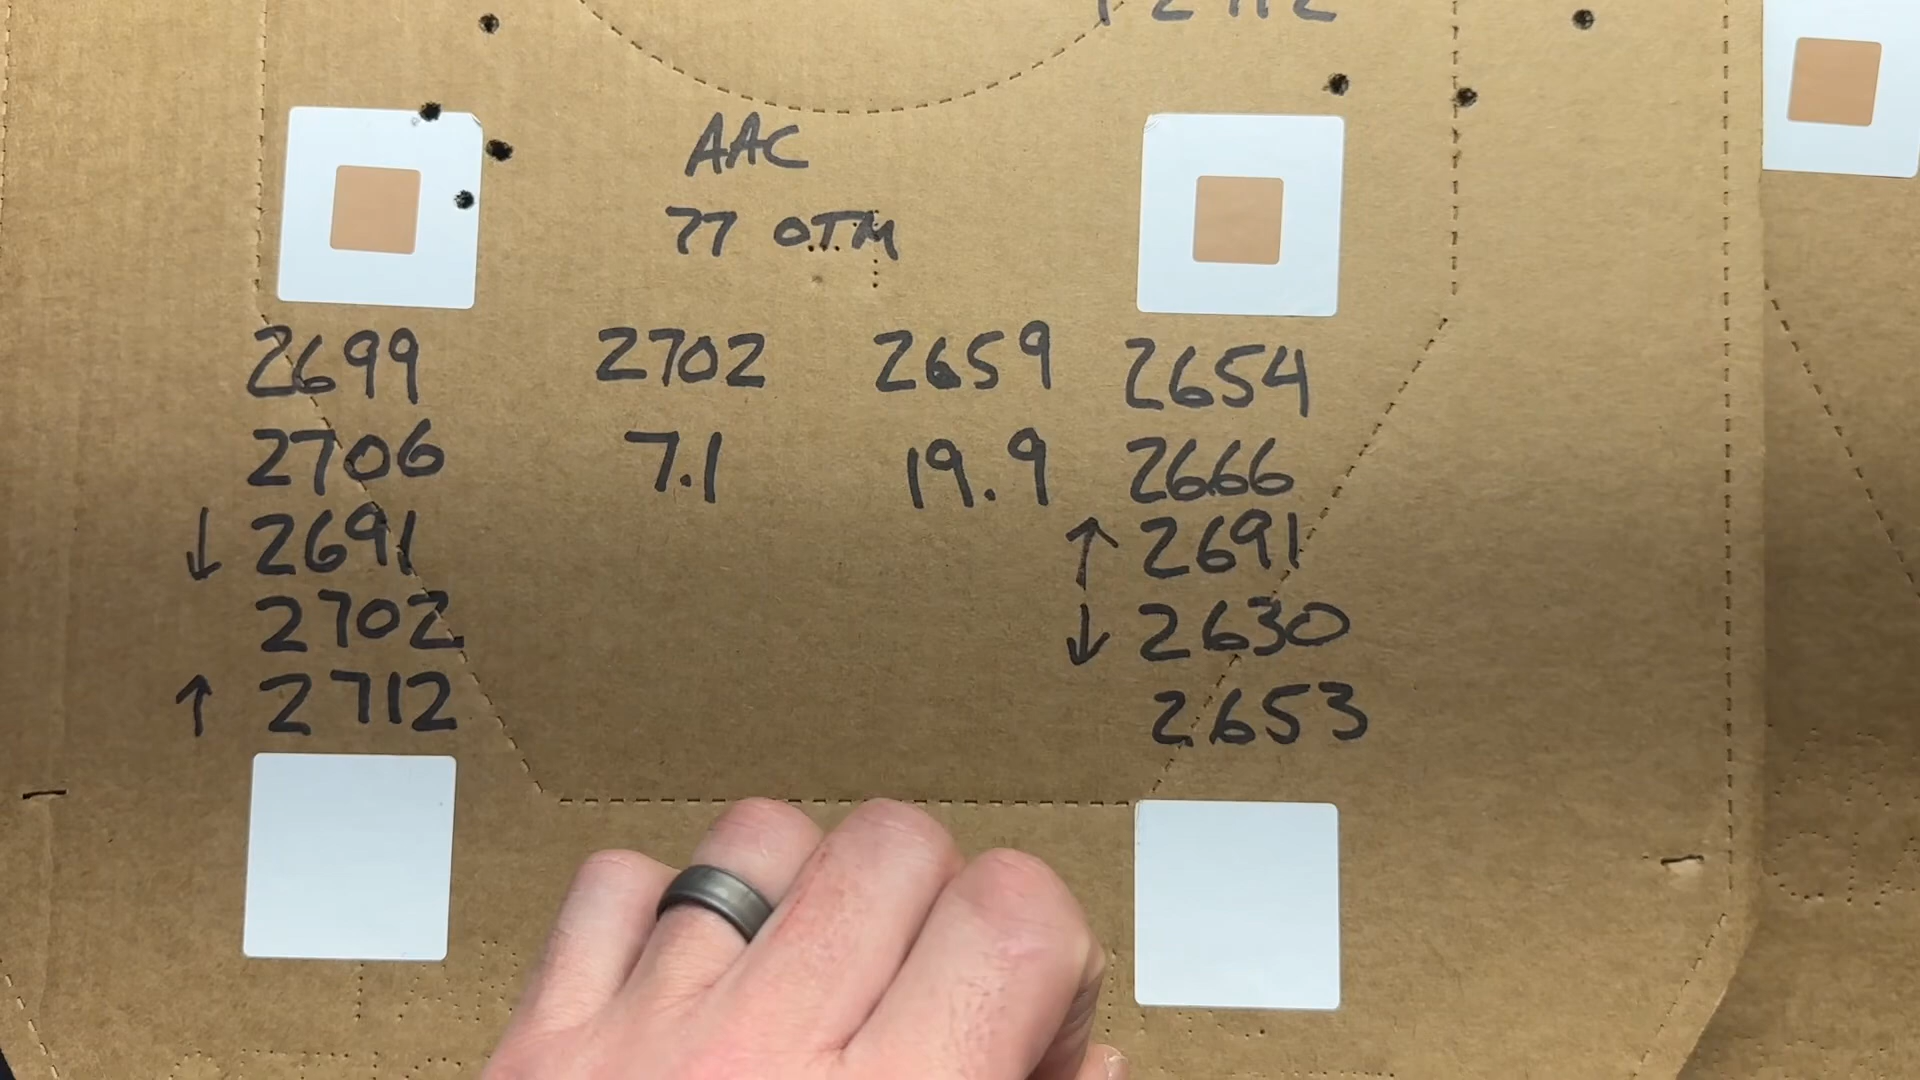 AAC
77 OTM
2699 2702 2659 2654
2706 7.1 19.9 2666
↓ 2691 ↑ 2691
2702 ↓ 2630
↑ 2712 2653